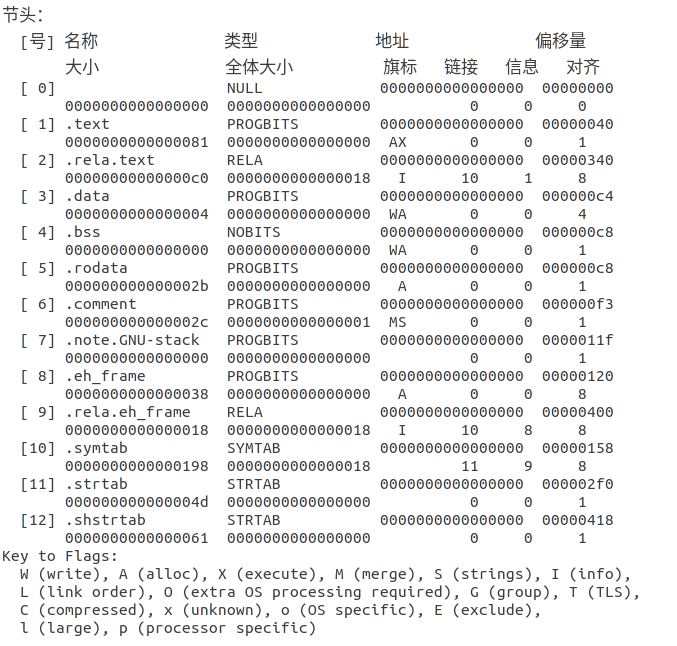 节头：
[号] 名称 类型 地址 偏移量
大小 全体大小 旗标 链接 信息 对齐
[ 0] NULL 0000000000000000 00000000
0000000000000000 0000000000000000 0 0 0
[ 1] .text PROGBITS 0000000000000000 00000040
0000000000000081 0000000000000000 AX 0 0 1
[ 2] .rela.text RELA 0000000000000000 00000340
00000000000000c0 0000000000000018 I 10 1 8
[ 3] .data PROGBITS 0000000000000000 000000c4
0000000000000004 0000000000000000 WA 0 0 4
[ 4] .bss NOBITS 0000000000000000 000000c8
0000000000000000 0000000000000000 WA 0 0 1
[ 5] .rodata PROGBITS 0000000000000000 000000c8
000000000000002b 0000000000000000 A 0 0 1
[ 6] .comment PROGBITS 0000000000000000 000000f3
000000000000002c 0000000000000001 MS 0 0 1
[ 7] .note.GNU-stack PROGBITS 0000000000000000 0000011f
0000000000000000 0000000000000000 0 0 1
[ 8] .eh_frame PROGBITS 0000000000000000 00000120
0000000000000038 0000000000000000 A 0 0 8
[ 9] .rela.eh_frame RELA 0000000000000000 00000400
0000000000000018 0000000000000018 I 10 8 8
[10] .symtab SYMTAB 0000000000000000 00000158
0000000000000198 0000000000000018 11 9 8
[11] .strtab STRTAB 0000000000000000 000002f0
000000000000004d 0000000000000000 0 0 1
[12] .shstrtab STRTAB 0000000000000000 00000418
0000000000000061 0000000000000000 0 0 1
Key to Flags:
W (write), A (alloc), X (execute), M (merge), S (strings), I (info),
L (link order), O (extra OS processing required), G (group), T (TLS),
C (compressed), x (unknown), o (OS specific), E (exclude),
l (large), p (processor specific)